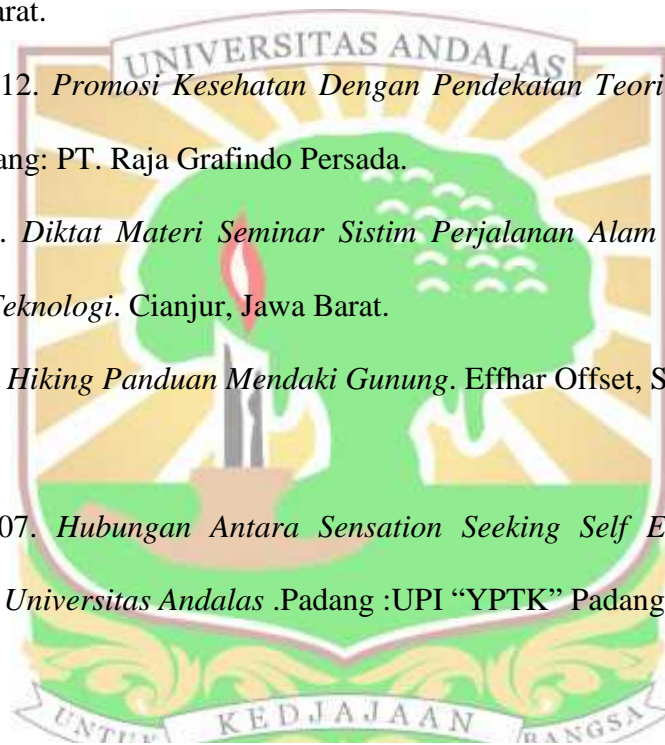 arat.
UNIVERSITAS ANDALAS
12. Promosi Kesehatan Dengan Pendekatan Teori
ang: PT. Raja Grafindo Persada.
. Diktat Materi Seminar Sistim Perjalanan Alam
Teknologi. Cianjur, Jawa Barat.
Hiking Panduan Mendaki Gunung. Effhar Offset, S
07. Hubungan Antara Sensation Seeking Self E
Universitas Andalas .Padang :UPI “YPTK” Padang
UNTUK KEDJAJAAN BANGSA